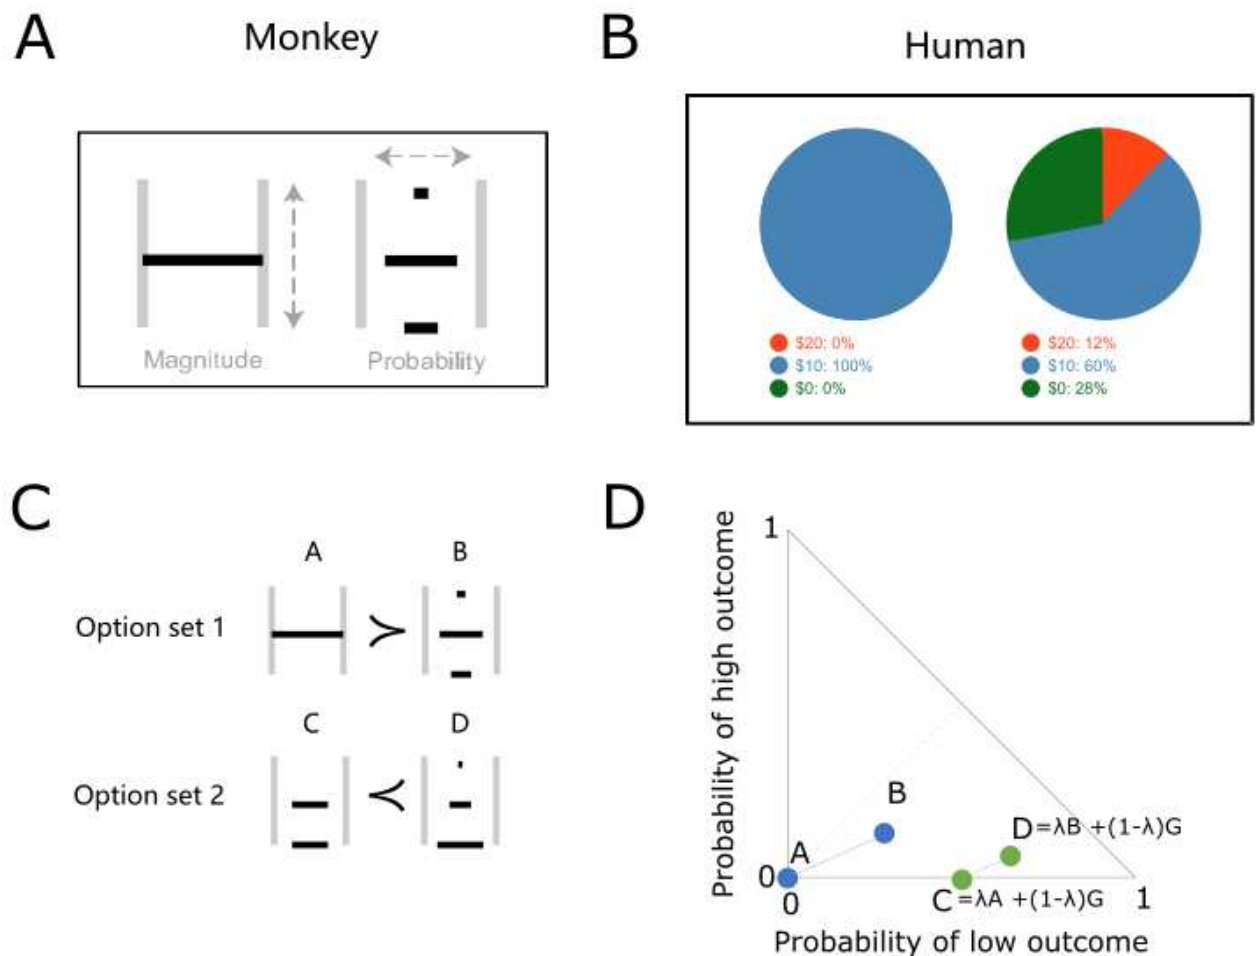 A
Monkey
Magnitude
Probability
B
Human
$20: 0%
$10: 100%
$0: 0%
$20: 12%
$10: 60%
$0: 28%
C
A
B
Option set 1
≻
C
D
Option set 2
≺
D
Probability of high outcome
1
0
A
B
D=λB +(1-λ)G
C=λA +(1-λ)G
0
1
Probability of low outcome